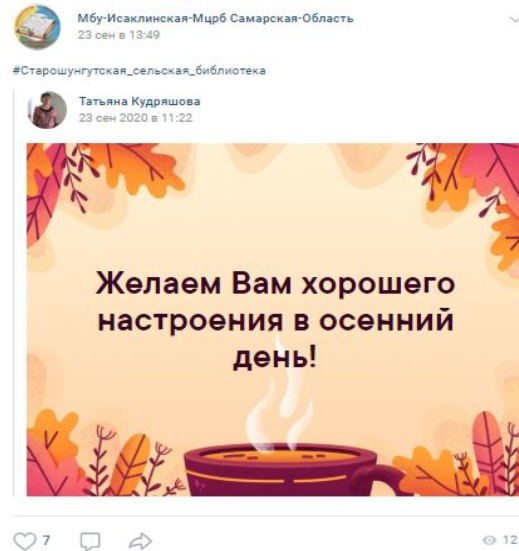 Мбу-Исаклинская-Мцрб Самарская-Область
23 сен в 13:49
#Старошунгутская_сельская_библиотека
Татьяна Кудряшова
23 сен 2020 в 11:22
Желаем Вам хорошего
настроения в осенний
день!
7
12